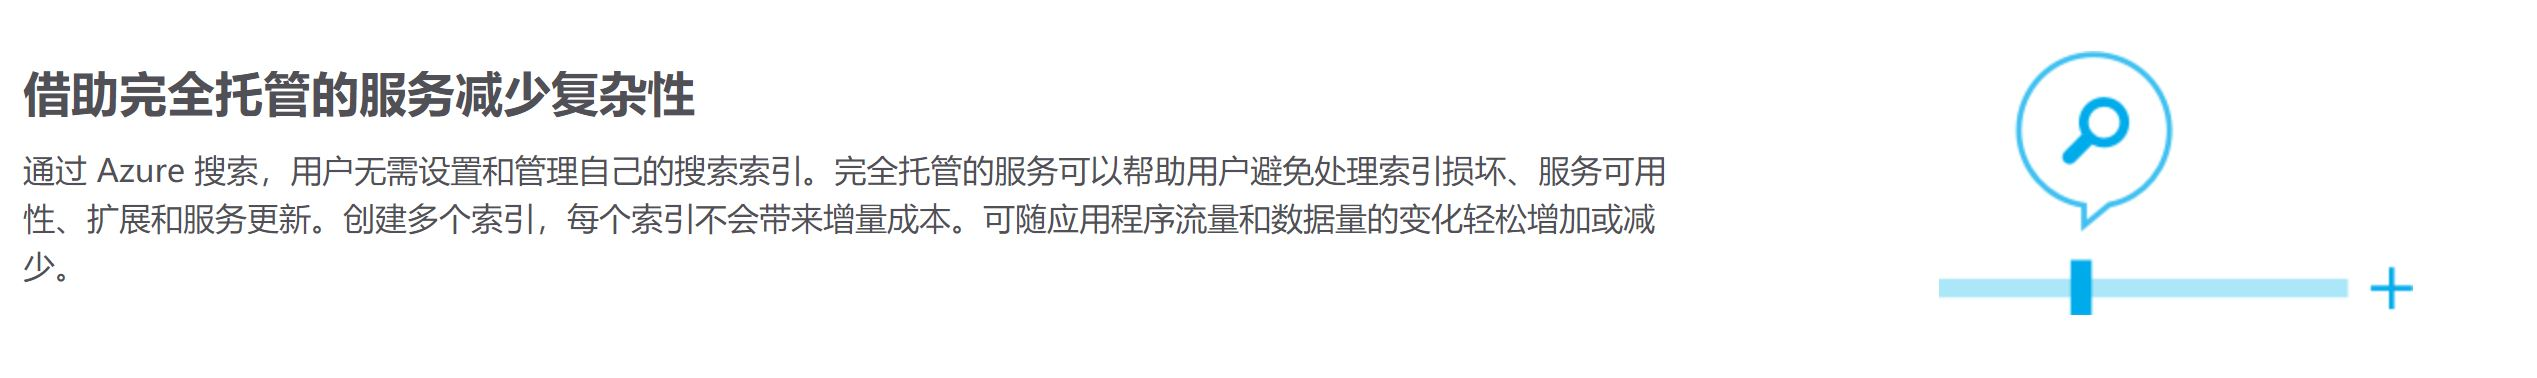 借助完全托管的服务减少复杂性
通过 Azure 搜索，用户无需设置和管理自己的搜索索引。完全托管的服务可以帮助用户避免处理索引损坏、服务可用
性、扩展和服务更新。创建多个索引，每个索引不会带来增量成本。可随应用程序流量和数据量的变化轻松增加或减
少。